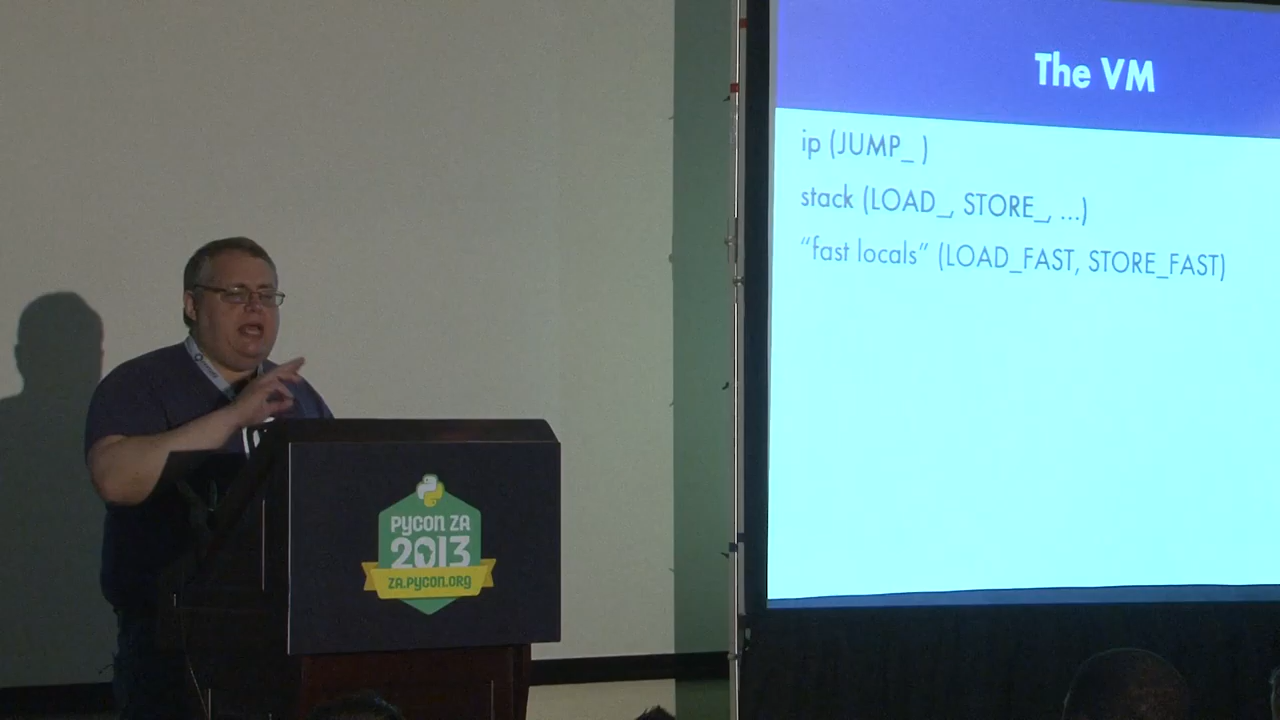 The VM
ip (JUMP_ )
stack (LOAD_, STORE_, ...)
“fast locals” (LOAD_FAST, STORE_FAST)
PYCON ZA
2013
ZA.PYCON.ORG